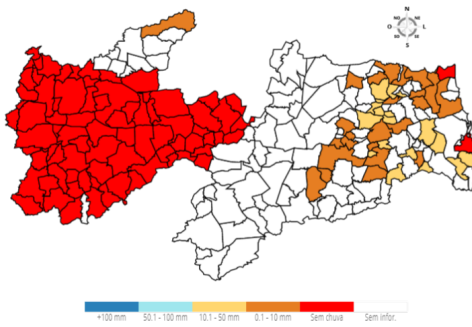 N
O
L
S
+100 mm
50.1 - 100 mm
10.1 - 50 mm
0.1 - 10 mm
Sem chuva
Sem infor.